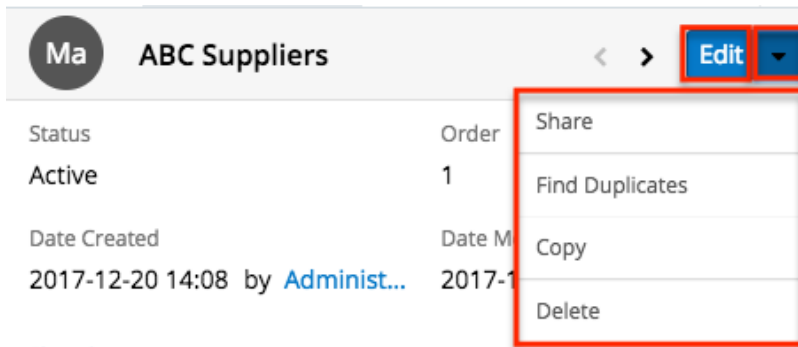 Ma ABC Suppliers Edit
Share
Status Order
Active 1
Find Duplicates
Date Created Date M
Copy
2017-12-20 14:08 by Administ... 2017-1
Delete